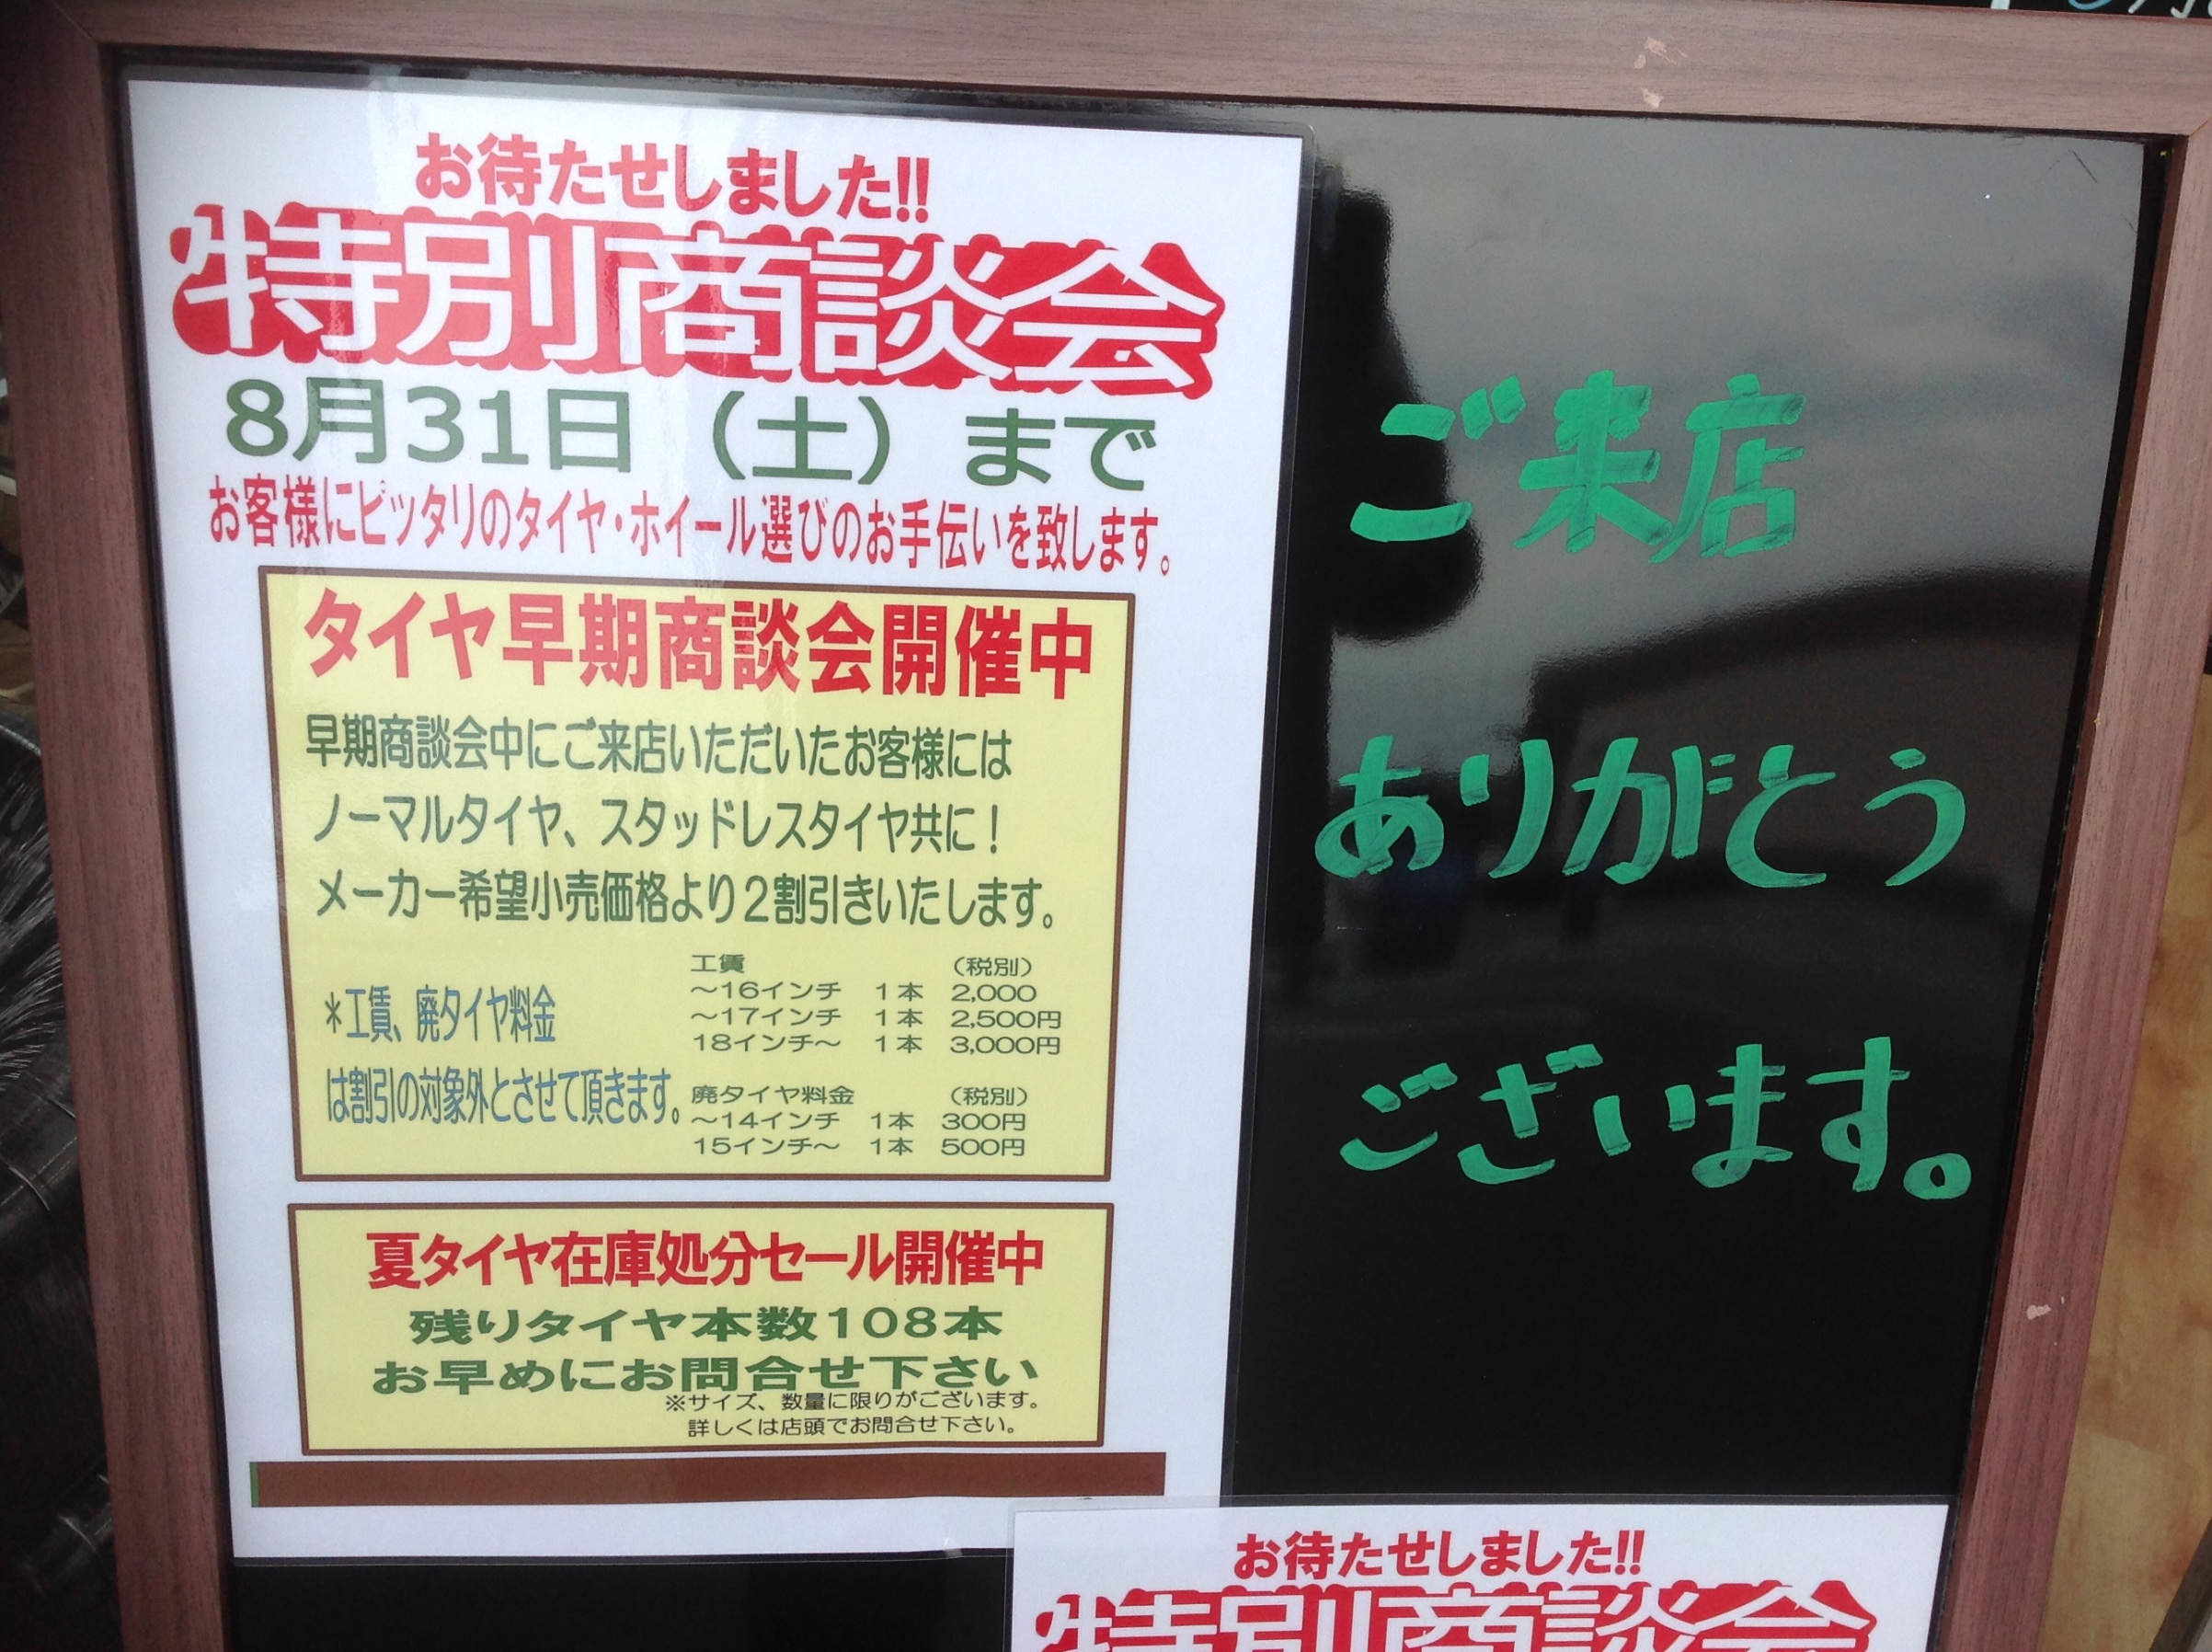 お待たせしました!!
特別商談会
8月31日（土）まで
お客様にピッタリのタイヤ・ホイール選びのお手伝いを致します。
タイヤ早期商談会開催中
早期商談会中にご来店いただいたお客様には
ノーマルタイヤ、スタッドレスタイヤ共に！
メーカー希望小売価格より２割引きいたします。
＊工賃、廃タイヤ料金
は割引の対象外とさせて頂きます。
工賃 （税別）
～16インチ 1本 2,000
～17インチ 1本 2,500円
18インチ～ 1本 3,000円
廃タイヤ料金 （税別）
～14インチ 1本 300円
15インチ～ 1本 500円
夏タイヤ在庫処分セール開催中
残りタイヤ本数108本
お早めにお問合せ下さい
※サイズ、数量に限りがございます。
詳しくは店頭でお問合せ下さい。
ご来店
ありがとう
ございます。
お待たせしました!!
特別商談会